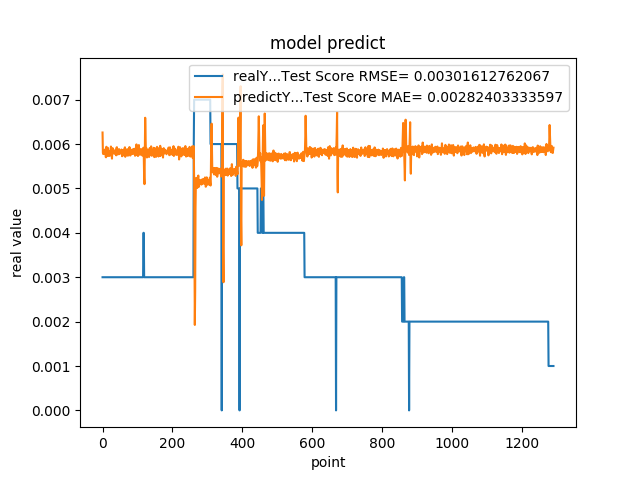 model predict
realY...Test Score RMSE= 0.00301612762067
predictY...Test Score MAE= 0.00282403333597
0.007
0.006
0.005
0.004
0.003
0.002
0.001
0.000
real value
0 200 400 600 800 1000 1200
point